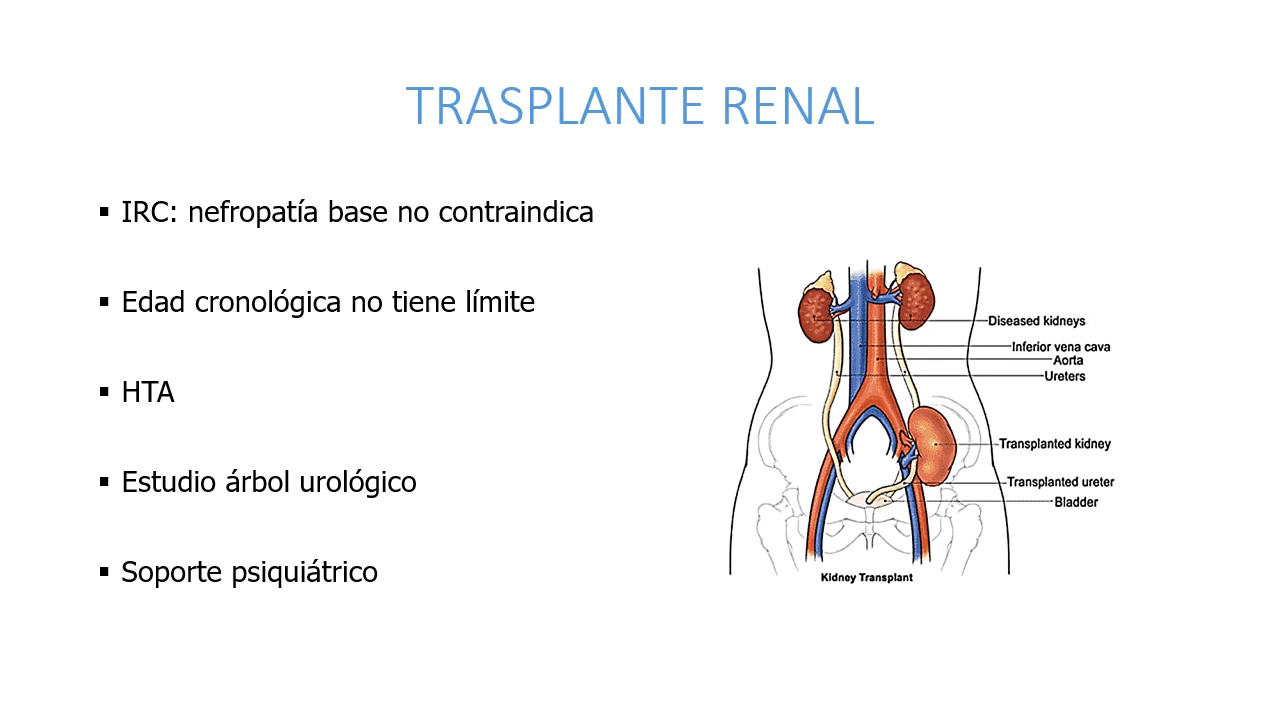 TRASPLANTE RENAL
▪ IRC: nefropatía base no contraindica
▪ Edad cronológica no tiene límite
▪ HTA
▪ Estudio árbol urológico
▪ Soporte psiquiátrico
Diseased kidneys
Inferior vena cava
Aorta
Ureters
Transplanted kidney
Transplanted ureter
Bladder
Kidney Transplant